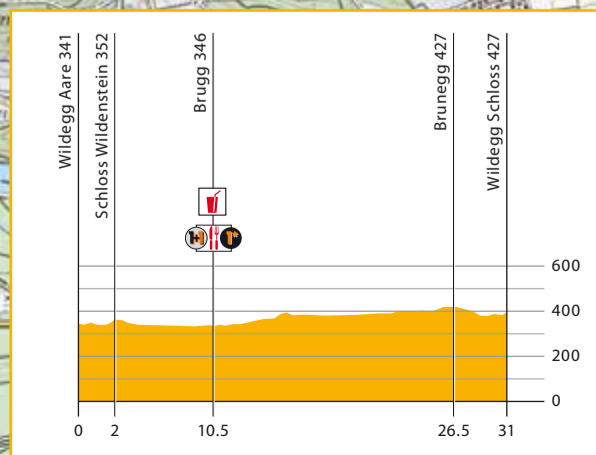 Wildegg Aare 341
Schloss Wildenstein 352
Brugg 346
Brunegg 427
Wildegg Schloss 427
600
400
200
0
0 2 10.5 26.5 31